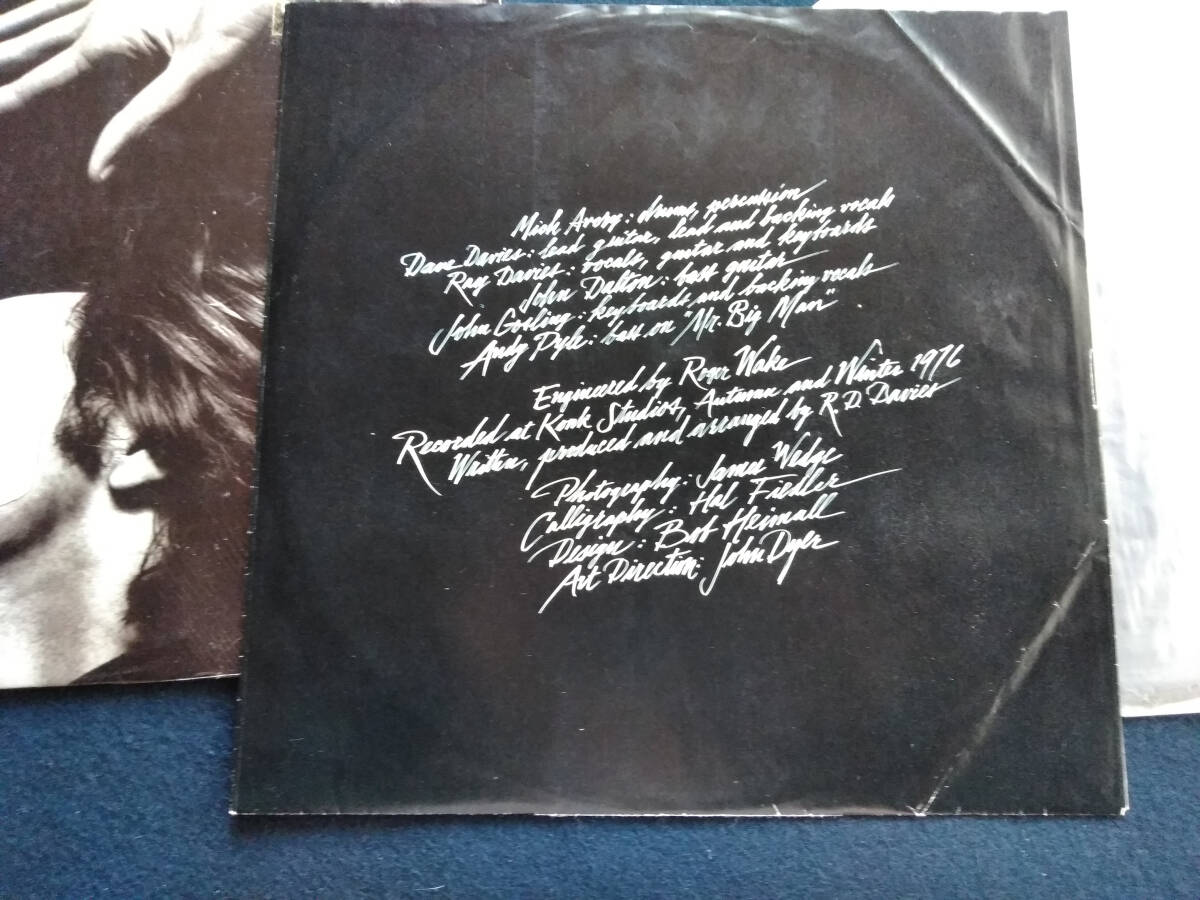 Mick Avory: drums, percussion
Dave Davies: lead guitar, lead and backing vocals
Ray Davies: vocals, guitar and keyboards
John Dalton: bass guitar
John Gosling: keyboards and backing vocals
Andy Pyle: bass on "Mr. Big Man"
Engineered by Roger Wake
Recorded at Konk Studios, Autumn and Winter 1976
Written, produced and arranged by R. D. Davies
Photography: James Wedge
Calligraphy: Hal Fiedler
Design: Bob Heimall
Art Direction: John Dyer